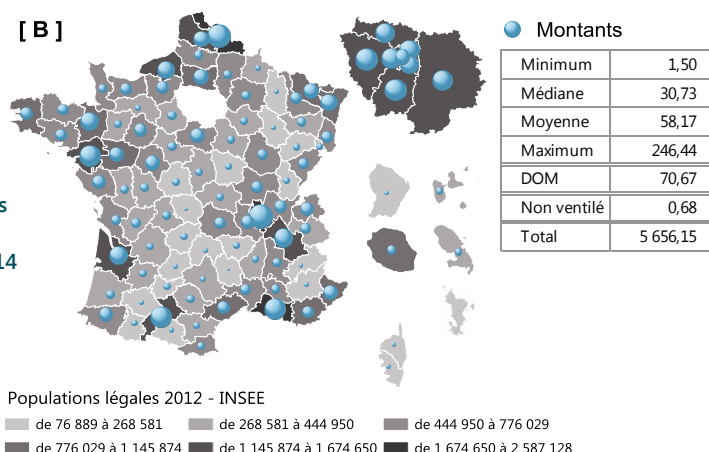 [ B ]
Montants
Minimum 1,50
Médiane 30,73
Moyenne 58,17
Maximum 246,44
DOM 70,67
Non ventilé 0,68
Total 5 656,15
s
14
Populations légales 2012 - INSEE
de 76 889 à 268 581 de 268 581 à 444 950 de 444 950 à 776 029
de 776 029 à 1 145 874 de 1 145 874 à 1 674 650 de 1 674 650 à 2 587 128